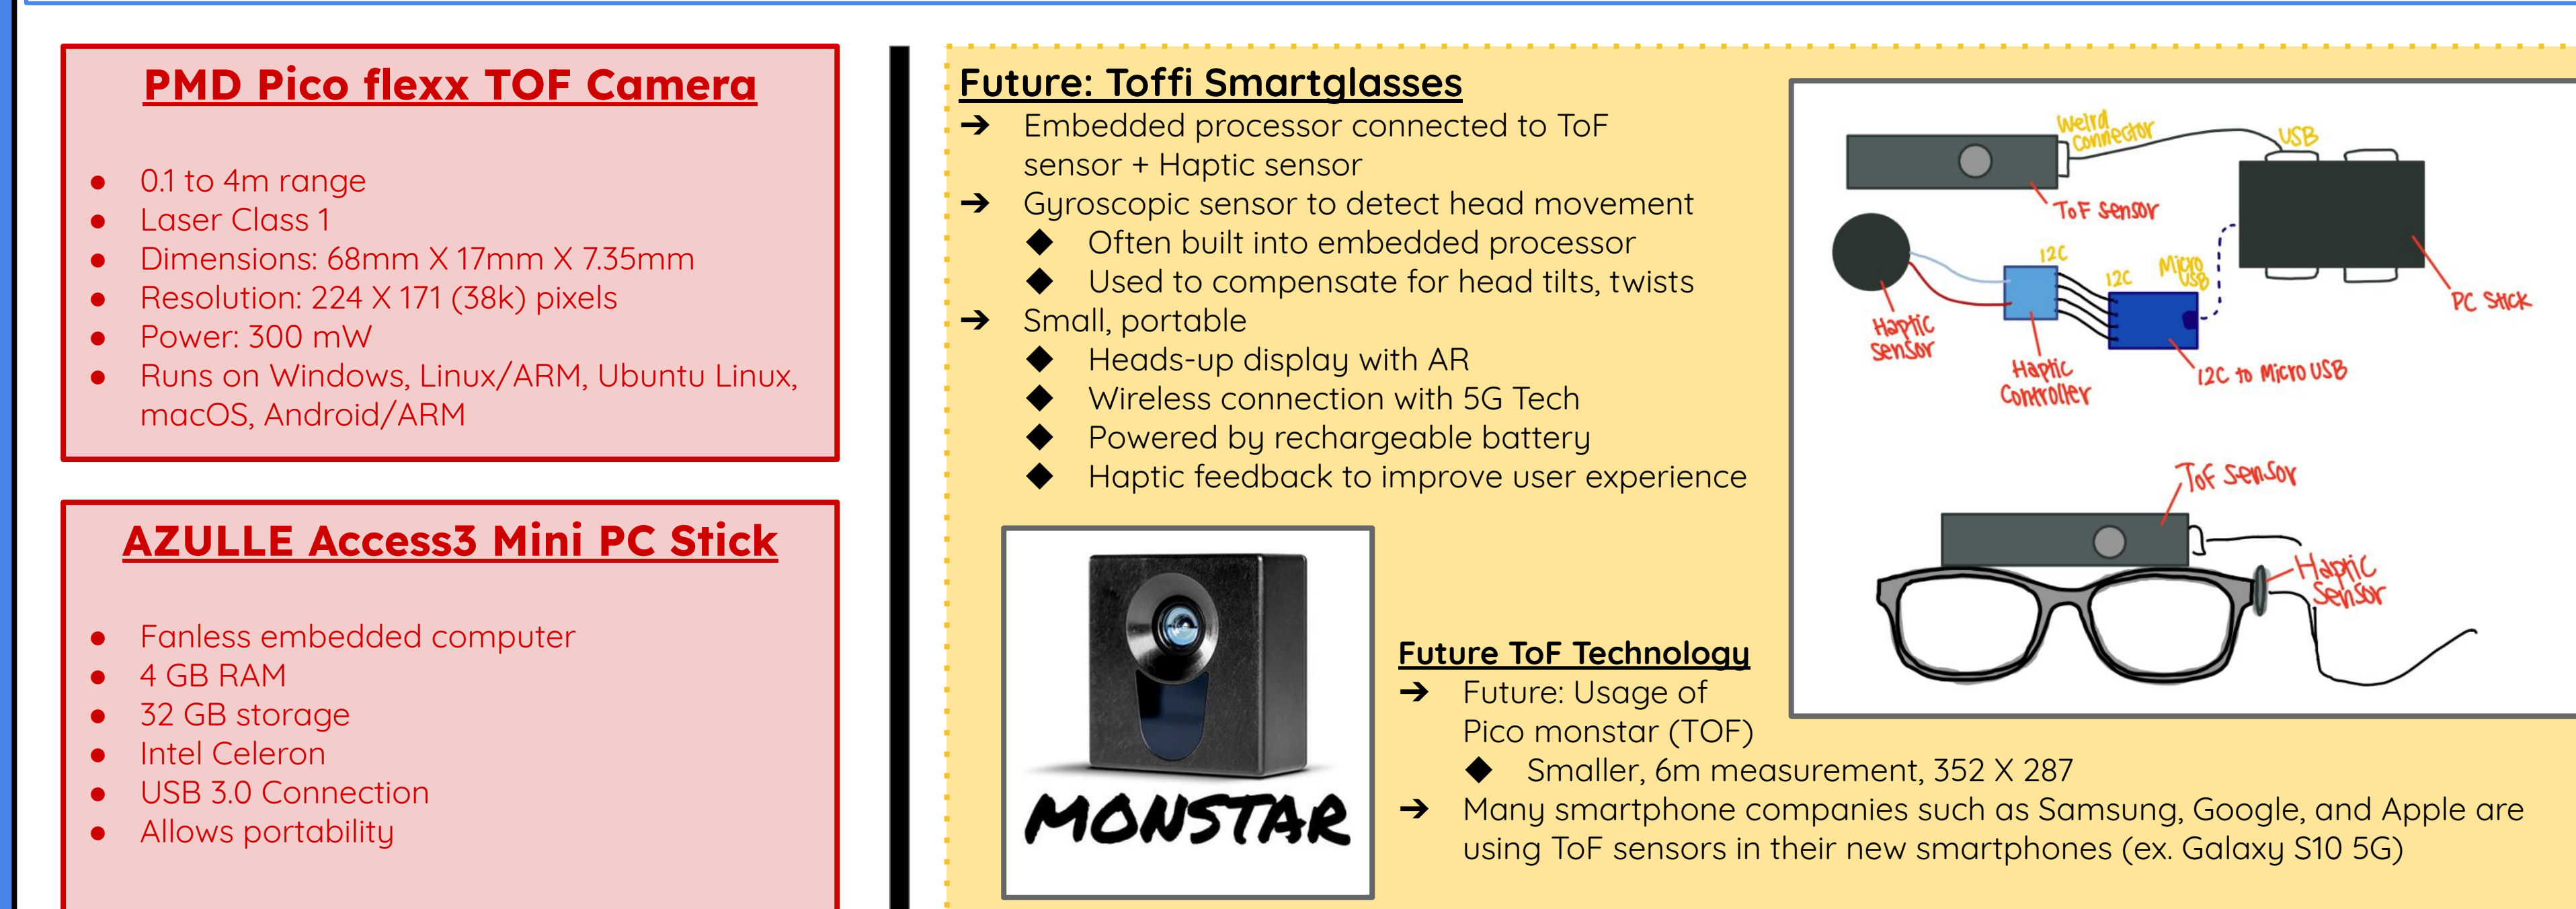 PMD Pico flexx TOF Camera
● 0.1 to 4m range
● Laser Class 1
● Dimensions: 68mm X 17mm X 7.35mm
● Resolution: 224 X 171 (38k) pixels
● Power: 300 mW
● Runs on Windows, Linux/ARM, Ubuntu Linux,
macOS, Android/ARM
AZULLE Access3 Mini PC Stick
● Fanless embedded computer
● 4 GB RAM
● 32 GB storage
● Intel Celeron
● USB 3.0 Connection
● Allows portability
Future: Toffi Smartglasses
➔ Embedded processor connected to ToF
sensor + Haptic sensor
➔ Gyroscopic sensor to detect head movement
◆ Often built into embedded processor
◆ Used to compensate for head tilts, twists
➔ Small, portable
◆ Heads-up display with AR
◆ Wireless connection with 5G Tech
◆ Powered by rechargeable battery
◆ Haptic feedback to improve user experience
MONSTAR
Future ToF Technology
➔ Future: Usage of
Pico monstar (TOF)
◆ Smaller, 6m measurement, 352 X 287
➔ Many smartphone companies such as Samsung, Google, and Apple are
using ToF sensors in their new smartphones (ex. Galaxy S10 5G)
Weird
Connector
USB
ToF Sensor
I2C
I2C
Micro
USB
PC Stick
Haptic
Sensor
Haptic
Controller
I2C to Micro USB
ToF Sensor
Haptic
Sensor